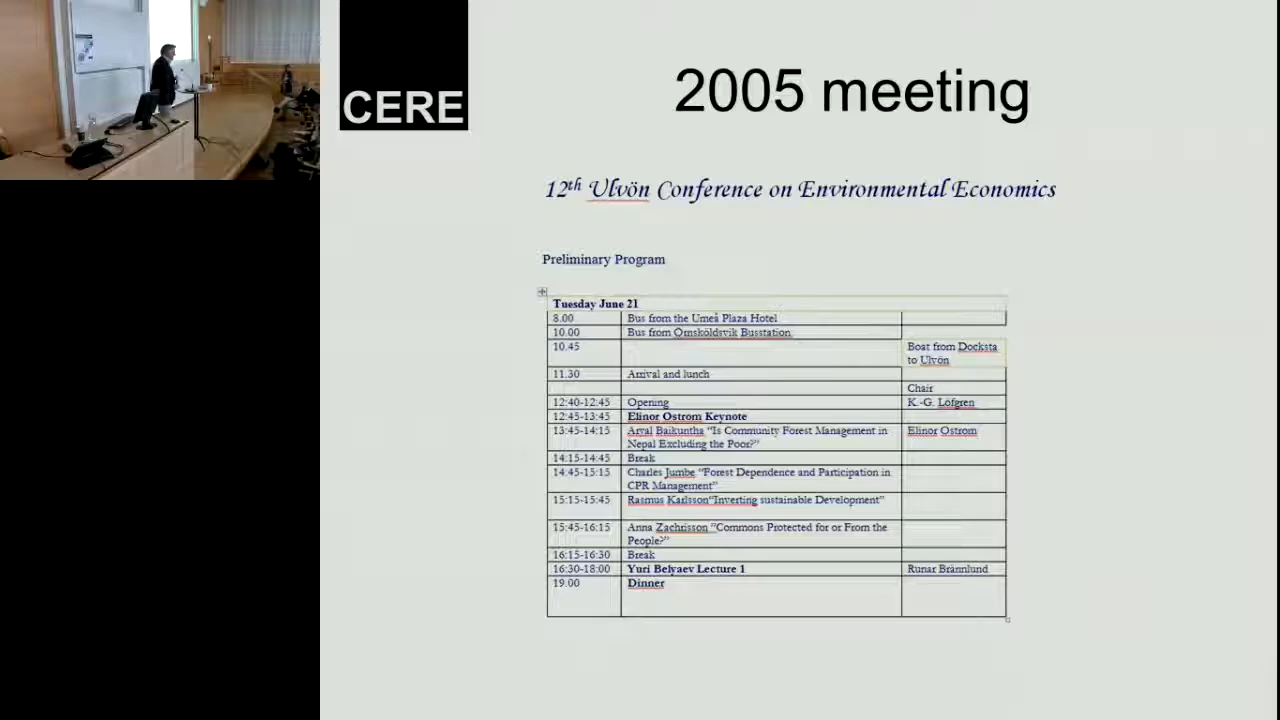 CERE
2005 meeting
12th Ulvön Conference on Environmental Economics
Preliminary Program
Tuesday June 21
8.00 Bus from the Umeå Plaza Hotel
10.00 Bus from Ornsköldsvik Busstation
10.45 Boat from Docksta
to Ulvön
11.30 Arrival and lunch
Chair
12:40-12:45 Opening K.-G. Löfgren
12:45-13:45 Elinor Ostrom Keynote
13:45-14:15 Aryal Baikuntha "Is Community Forest Management in Elinor Ostrom
Nepal Excluding the Poor?"
14:15-14:45 Break
14:45-15:15 Charles Jumbe "Forest Dependence and Participation in
CPR Management"
15:15-15:45 Rasmus Karlsson"Inverting sustainable Development"
15:45-16:15 Anna Zachrisson "Commons Protected for or From the
People?"
16:15-16:30 Break
16:30-18:00 Yuri Belyaev Lecture 1 Runar Brännlund
19.00 Dinner